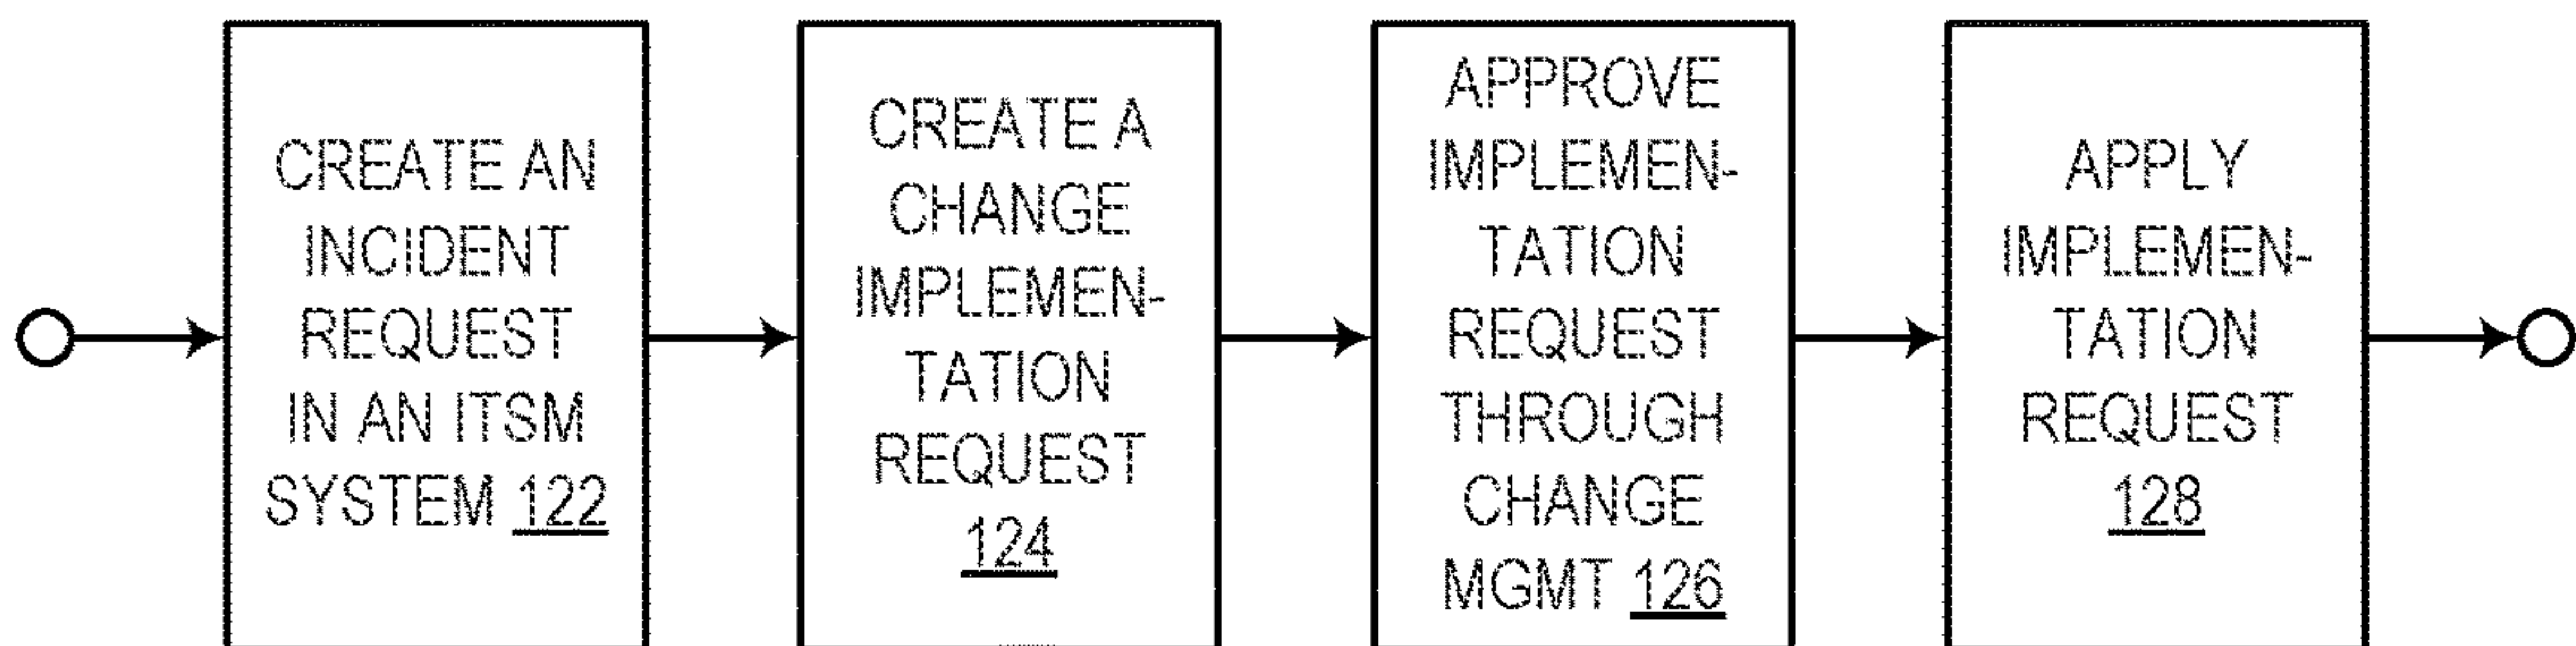 CREATE AN
INCIDENT
REQUEST
IN AN ITSM
SYSTEM 122
CREATE A
CHANGE
IMPLEMEN-
TATION
REQUEST
124
APPROVE
IMPLEMEN-
TATION
REQUEST
THROUGH
CHANGE
MGMT 126
APPLY
IMPLEMEN-
TATION
REQUEST
128